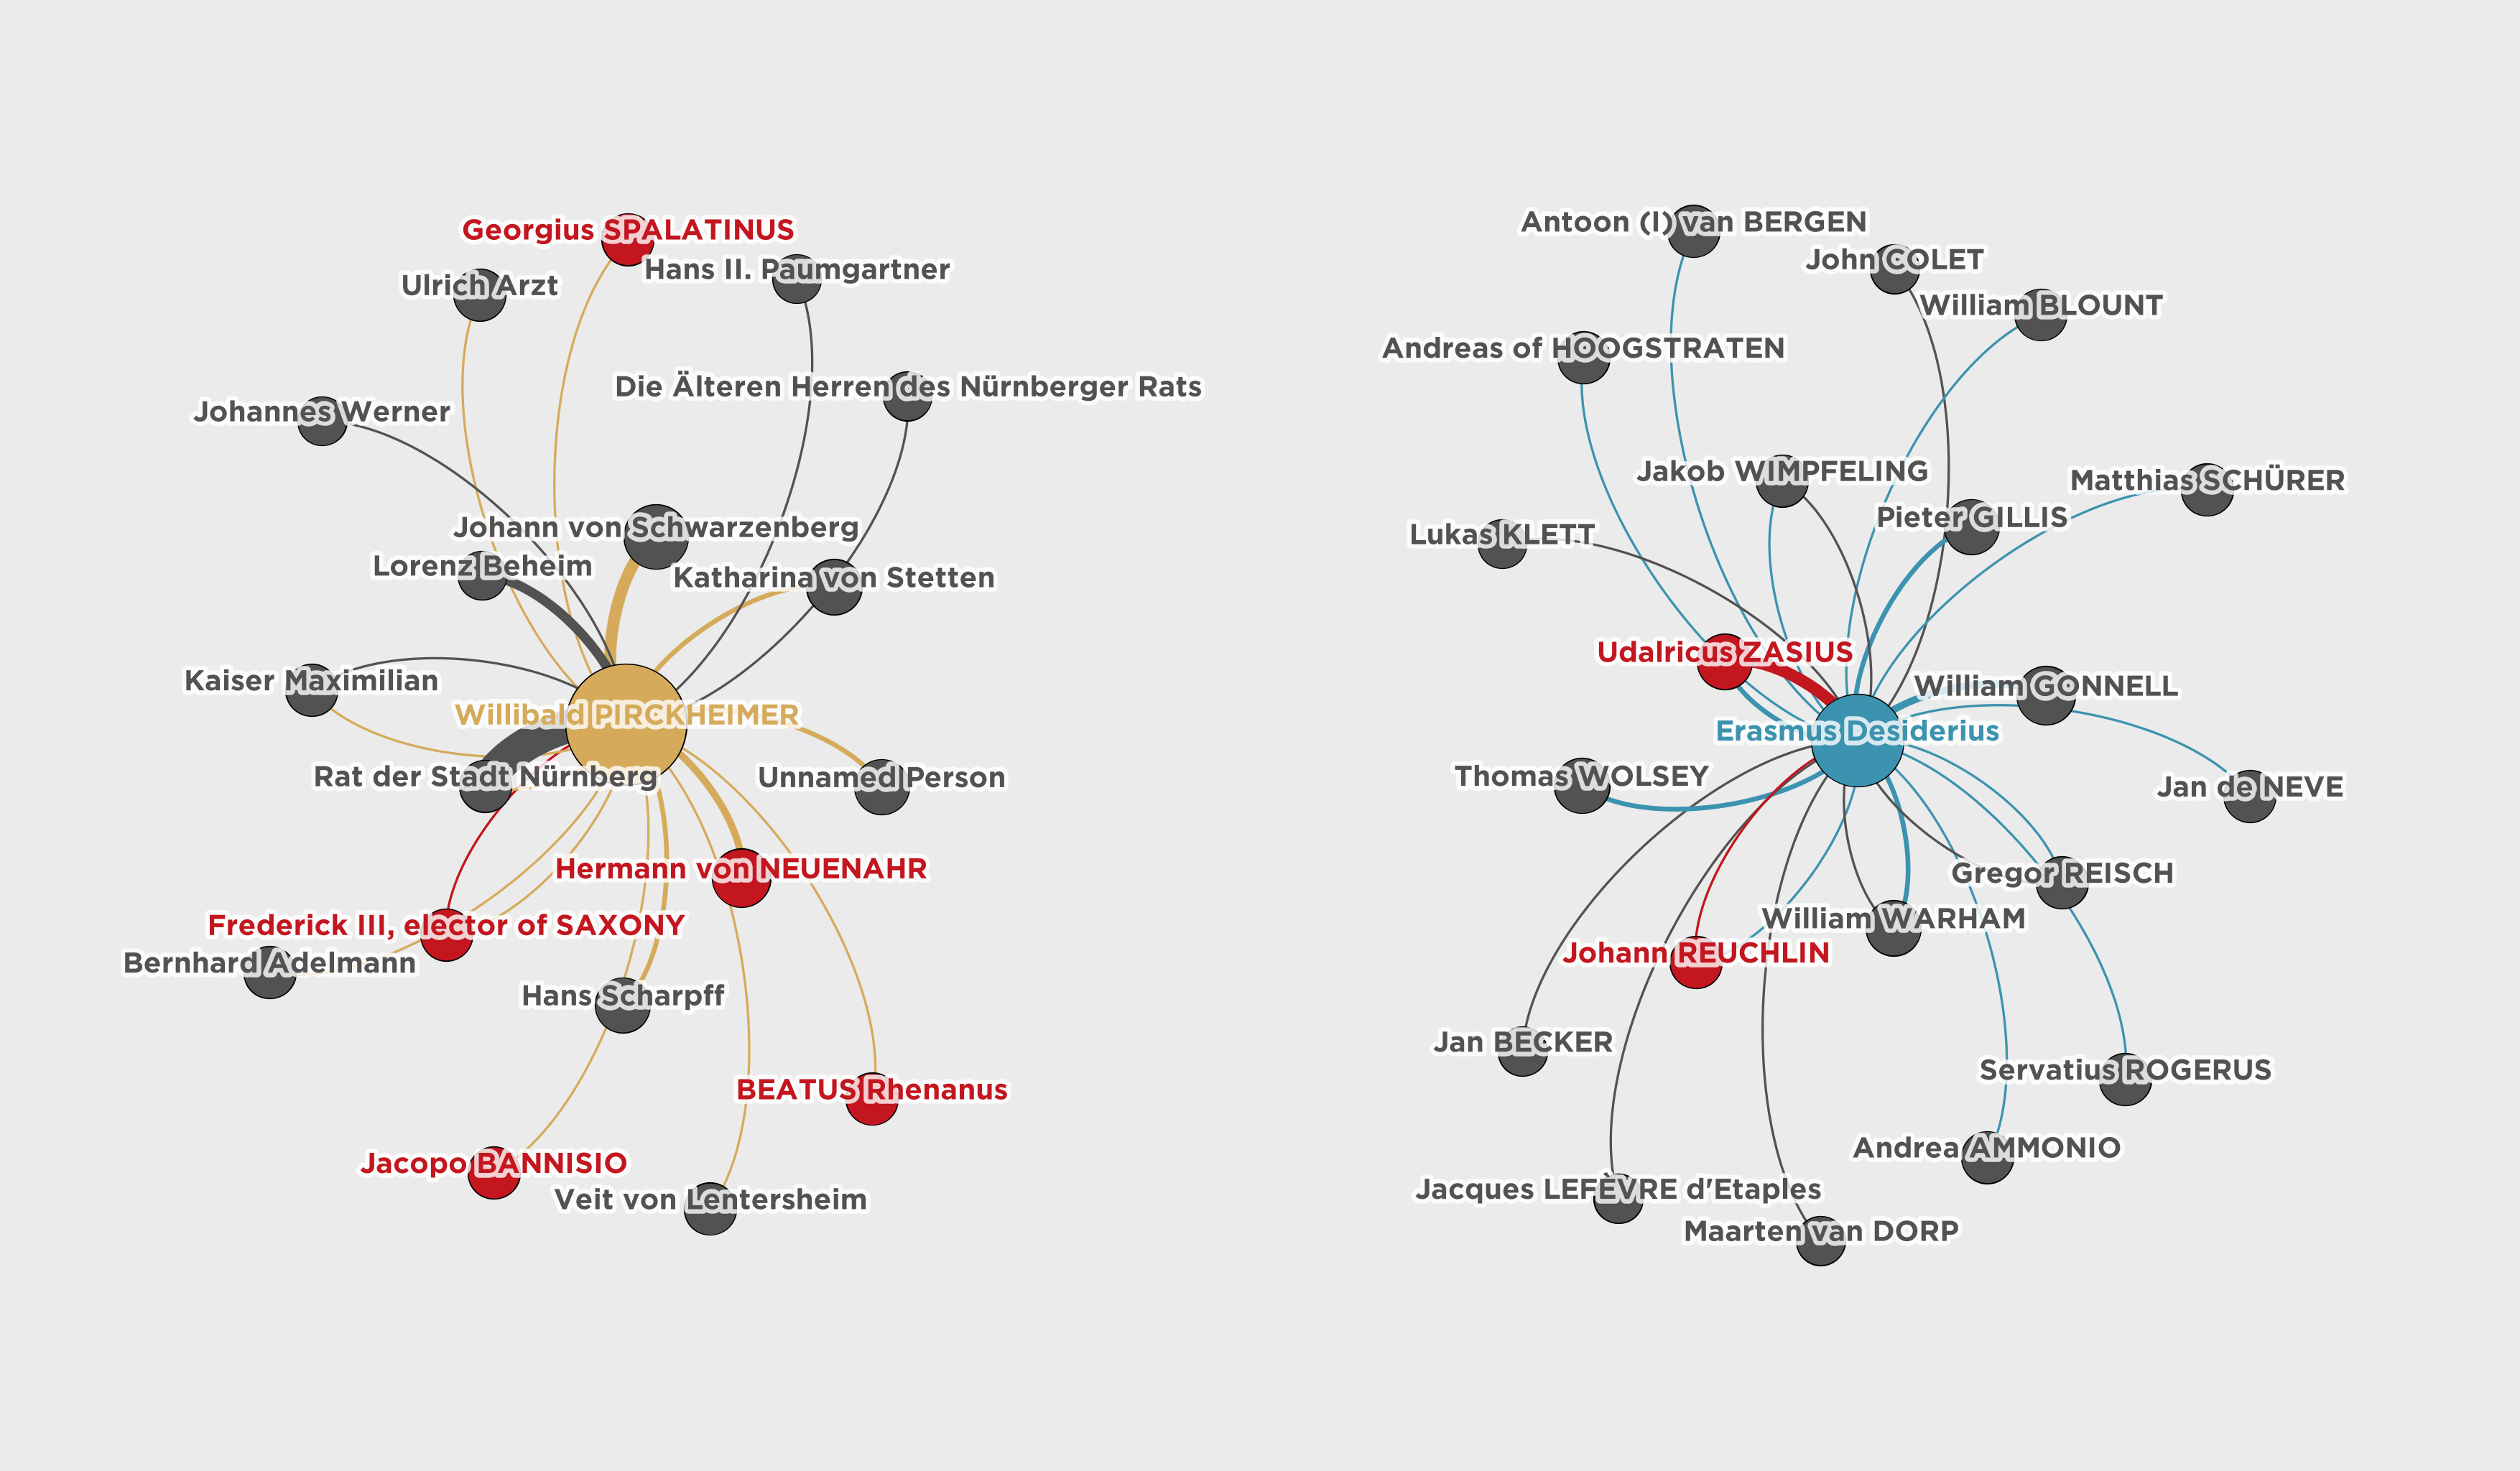 Georgius SPALATINUS
Hans II. Paumgartner
Ulrich Arzt
Die Älteren Herren des Nürnberger Rats
Johannes Werner
Johann von Schwarzenberg
Lorenz Beheim
Katharina von Stetten
Kaiser Maximilian
Willibald PIRCKHEIMER
Rat der Stadt Nürnberg
Unnamed Person
Hermann von NEUENAHR
Frederick III, elector of SAXONY
Bernhard Adelmann
Hans Scharpff
BEATUS Rhenanus
Jacopo BANNISIO
Veit von Lentersheim
Antoon (I) van BERGEN
John COLET
William BLOUNT
Andreas of HOOGSTRATEN
Jakob WIMPFELING
Matthias SCHÜRER
Pieter GILLIS
Lukas KLETT
Udalricus ZASIUS
William GONNELL
Erasmus Desiderius
Thomas WOLSEY
Jan de NEVE
Gregor REISCH
William WARHAM
Johann REUCHLIN
Jan BECKER
Servatius ROGERUS
Andrea AMMONIO
Jacques LEFÈVRE d'Etaples
Maarten van DORP